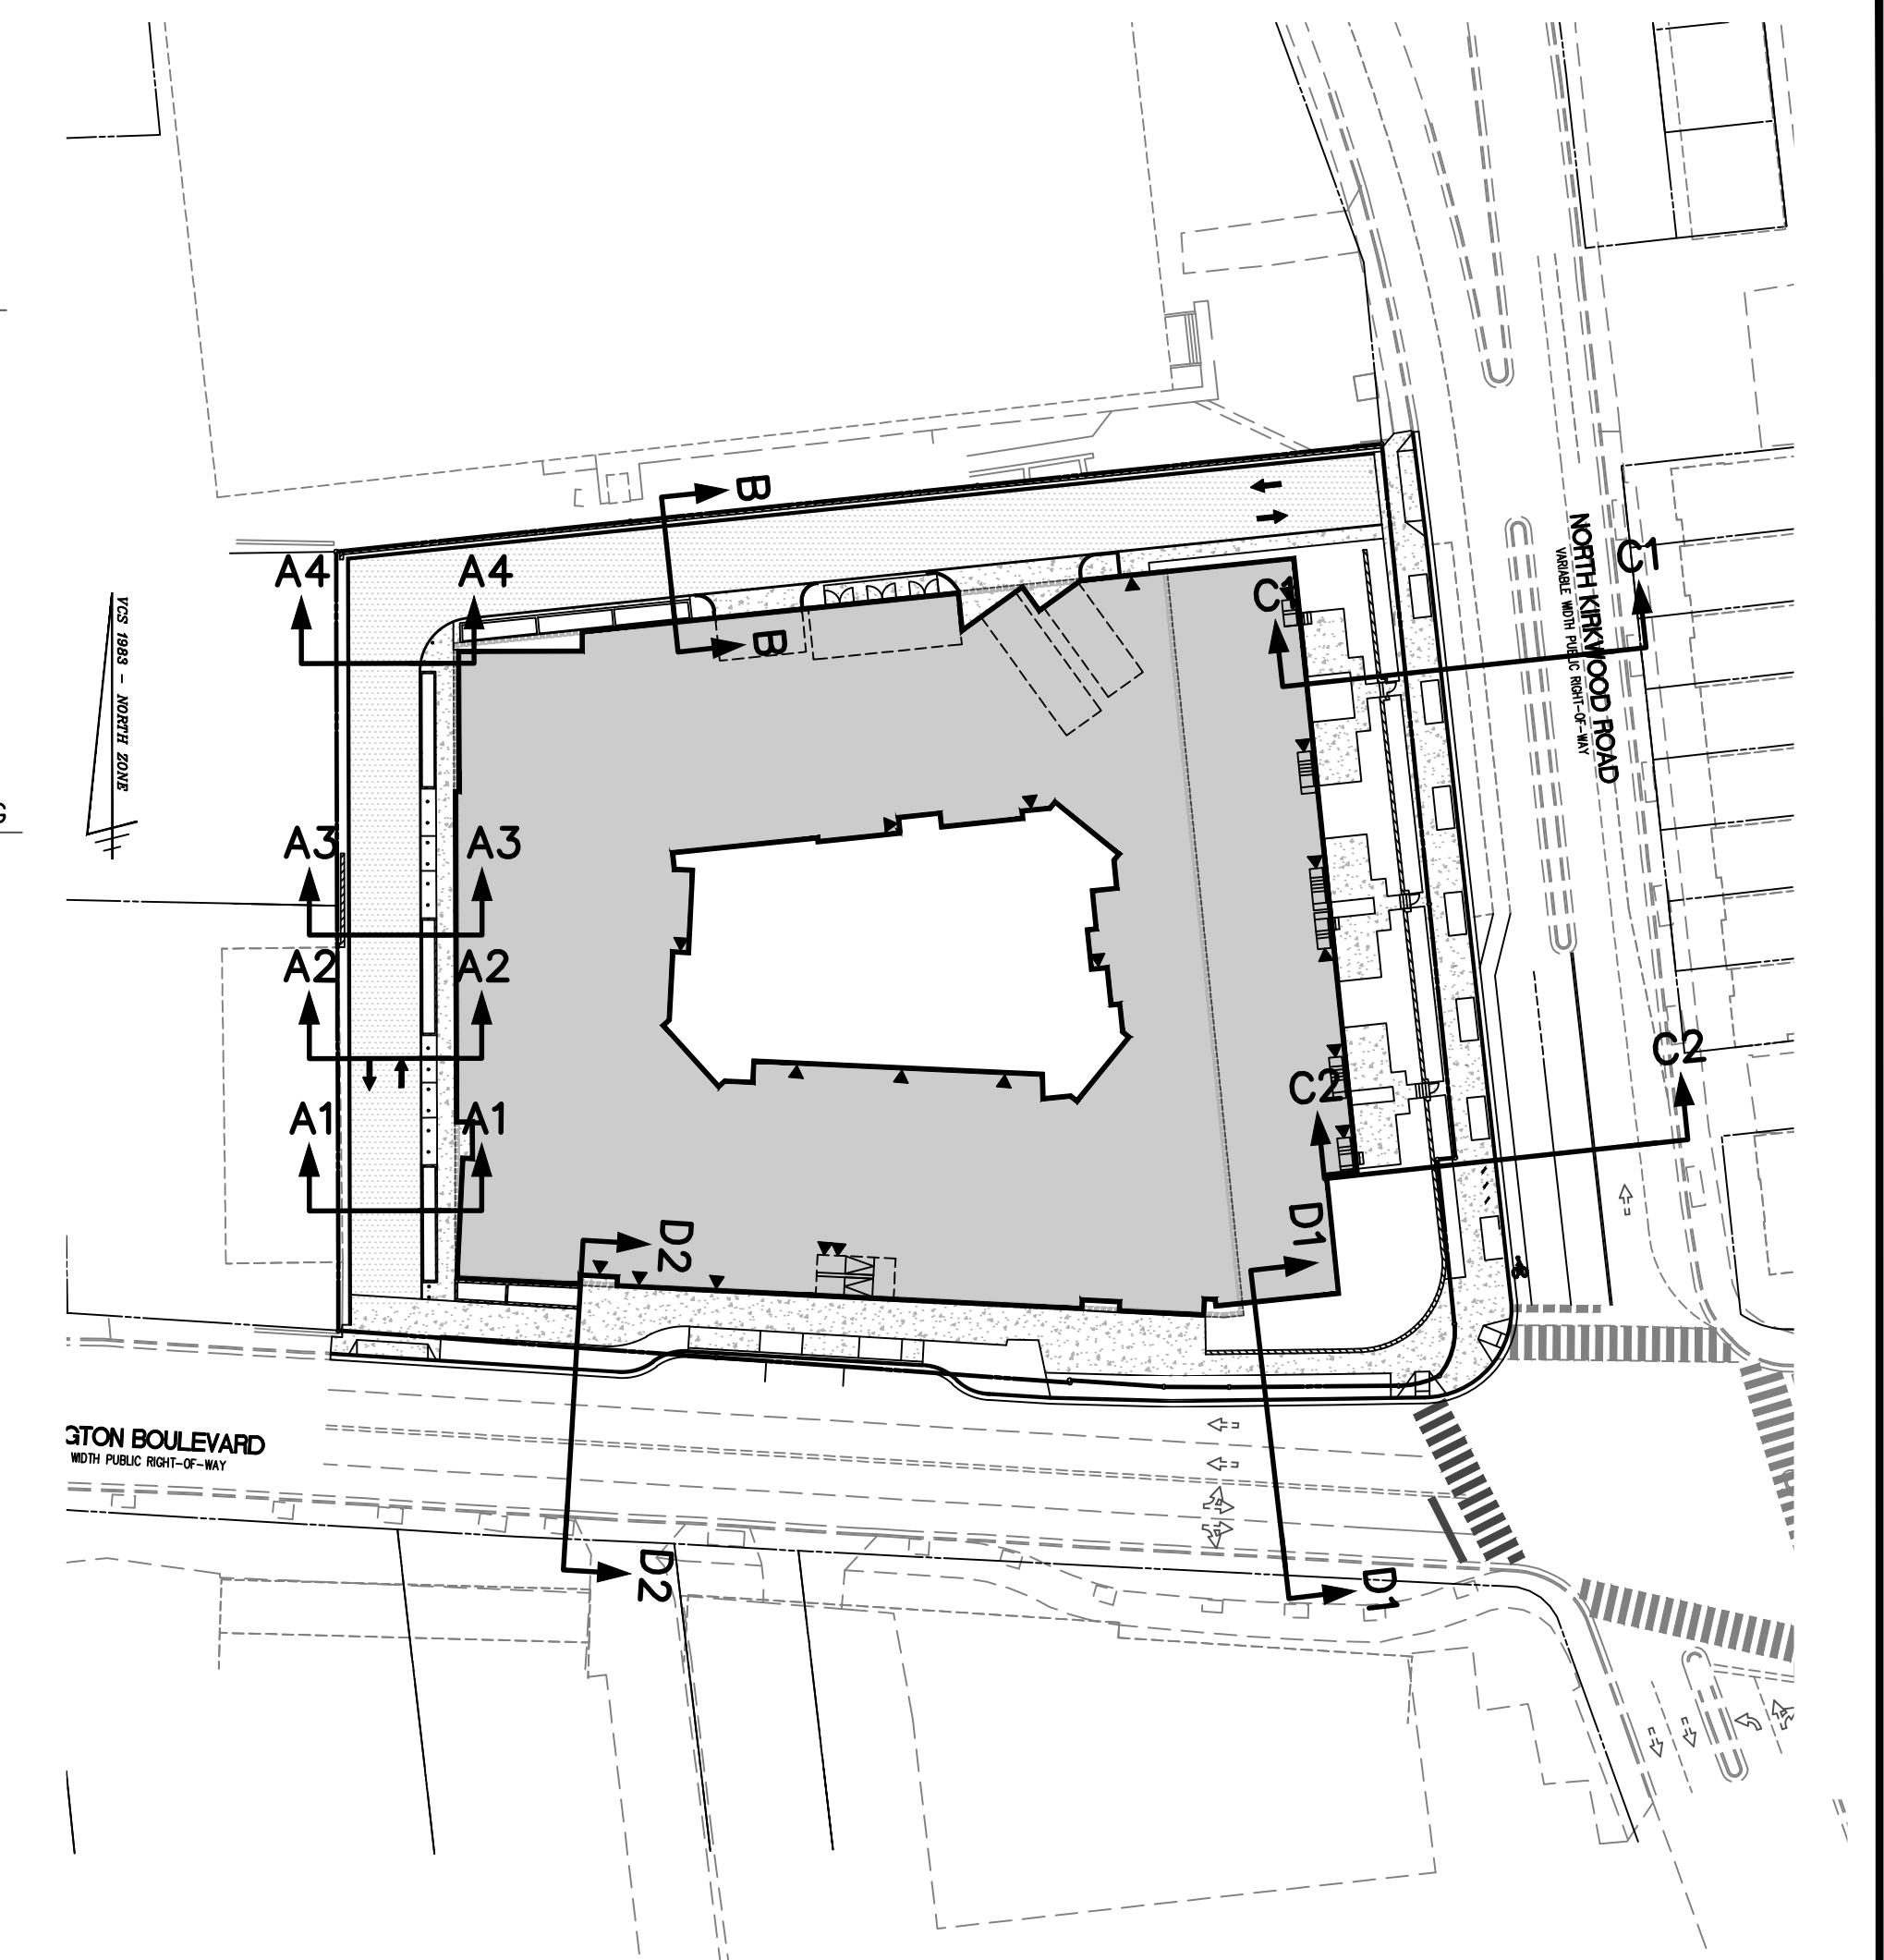 B
A4
A4
C1
NORTH KIRKWOOD ROAD
VARIABLE WIDTH PUBLIC RIGHT-OF-WAY
C1
B
VCS 1983 - NORTH ZONE
A3
A3
A2
A2
C2
C2
A1
A1
D1
D2
GTON BOULEVARD
WIDTH PUBLIC RIGHT-OF-WAY
D2
D1